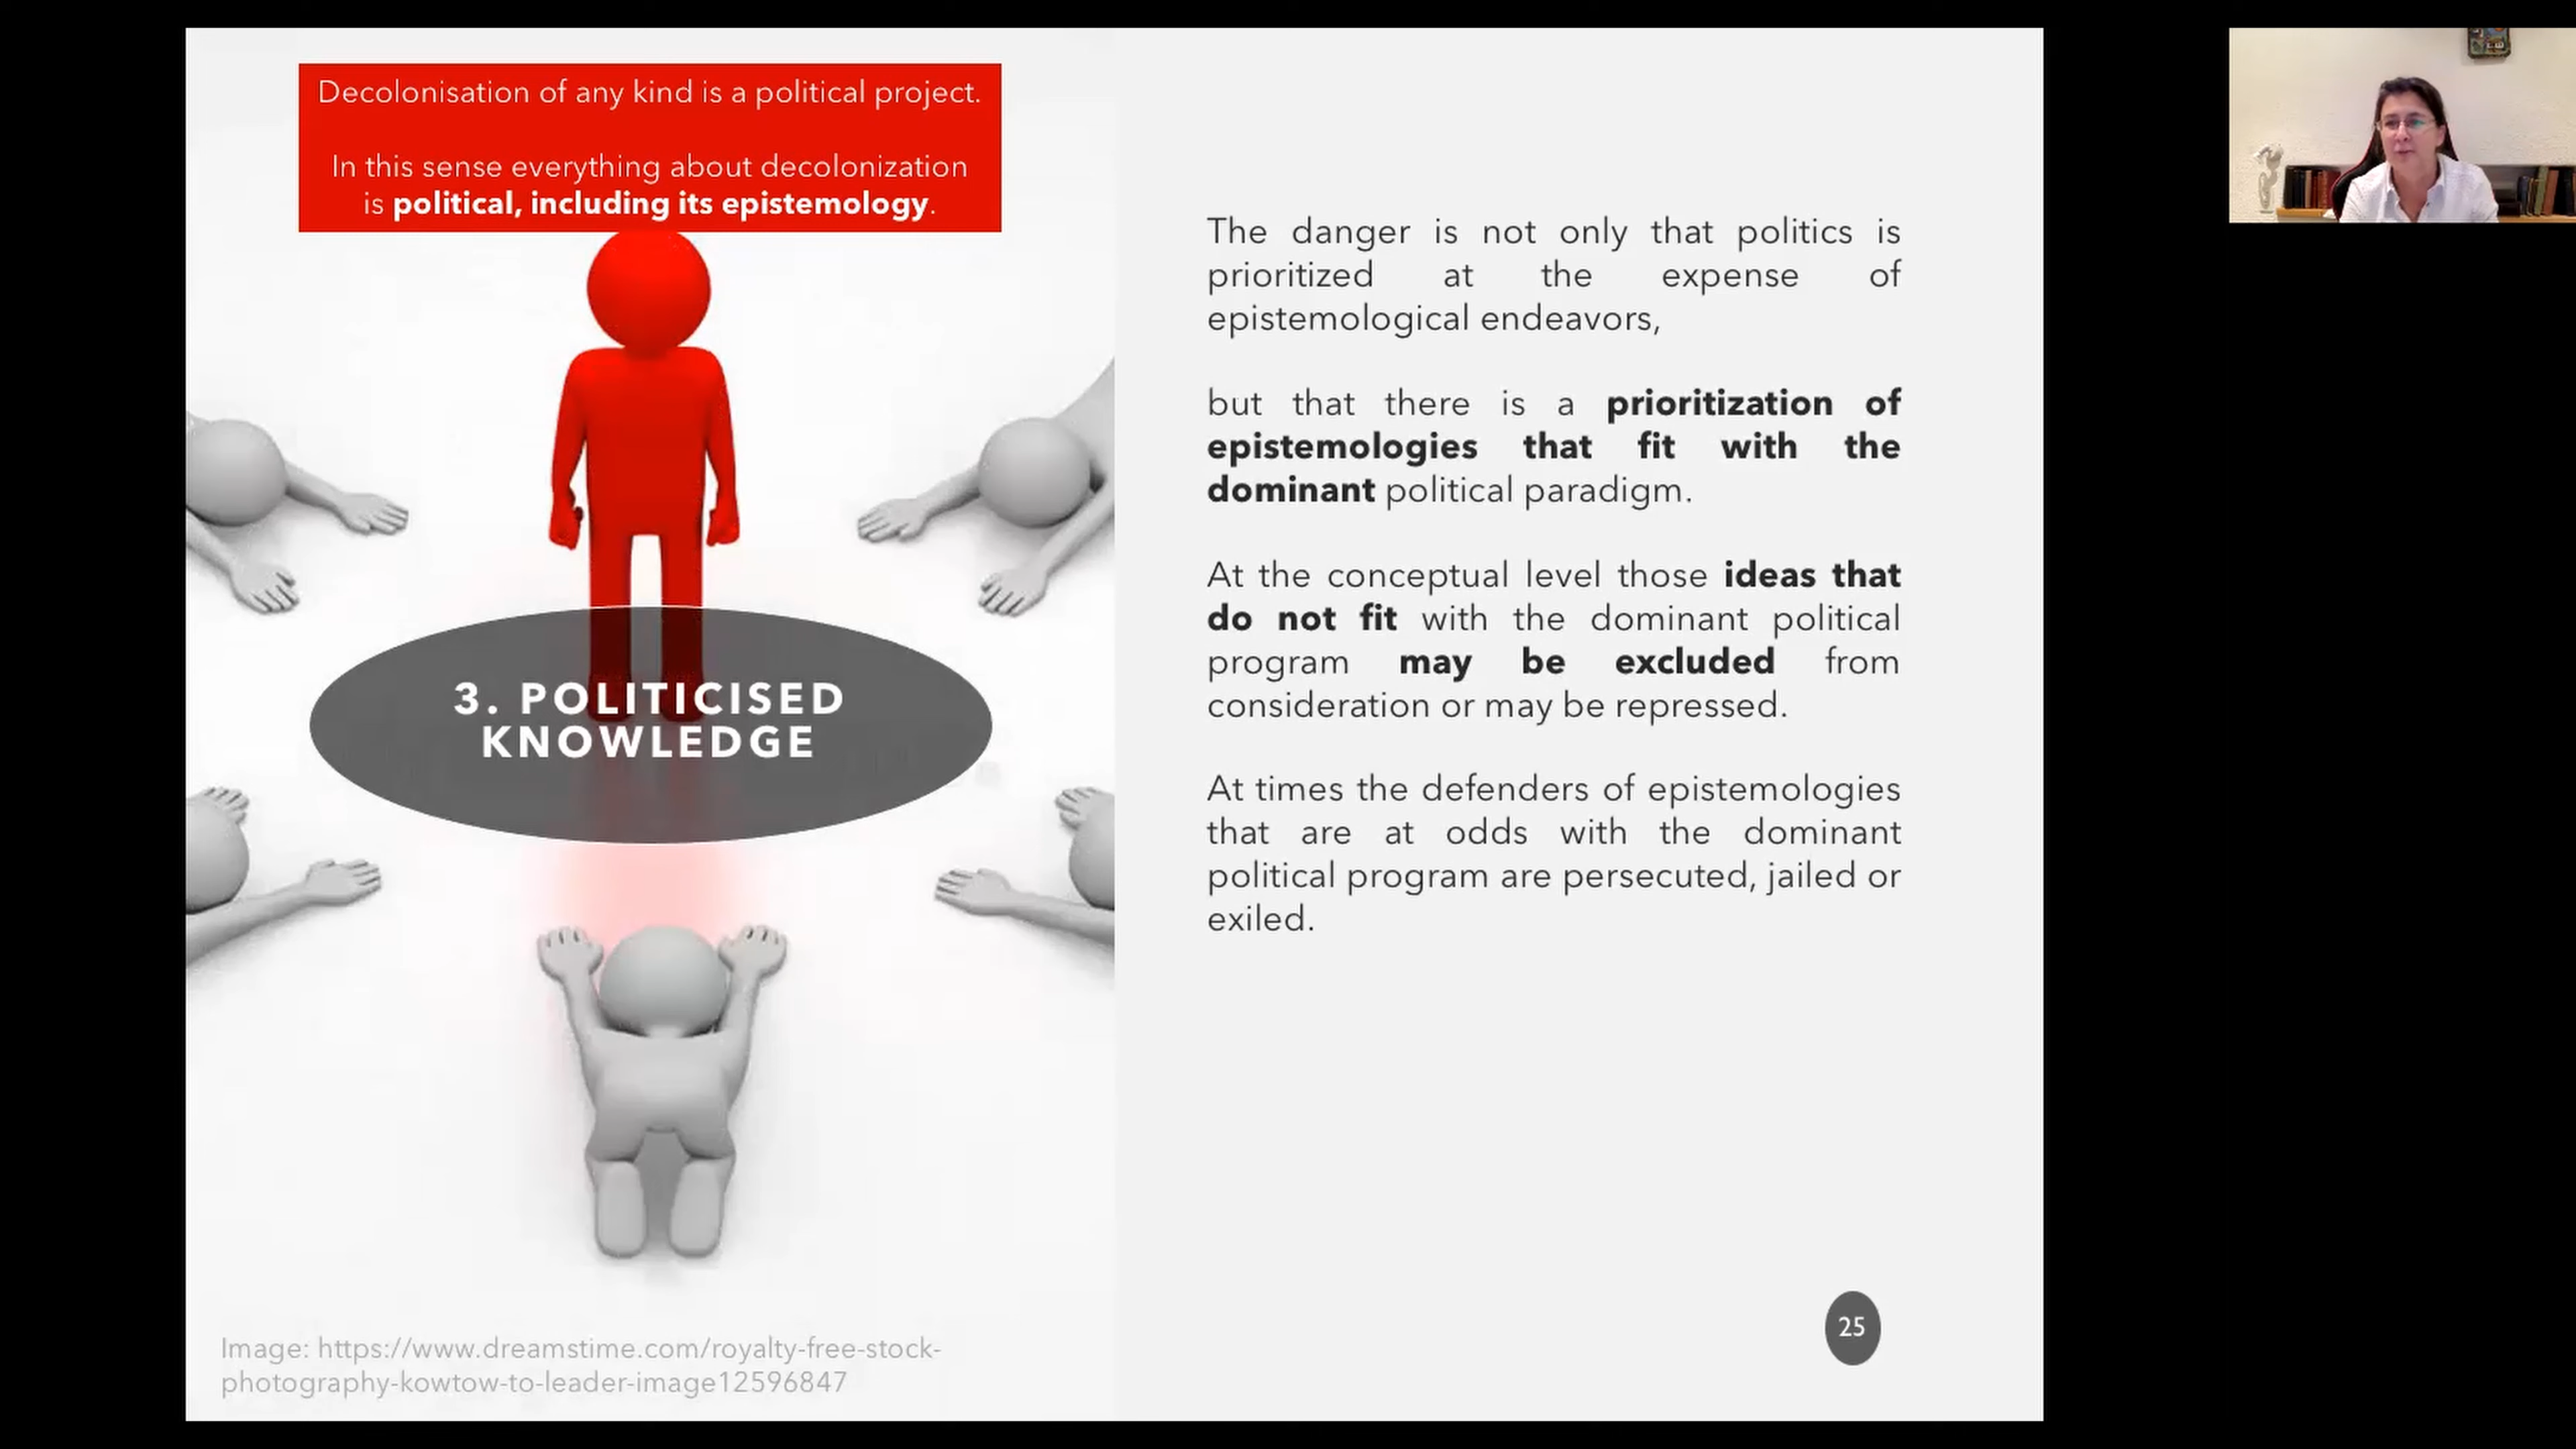 Decolonisation of any kind is a political project.
In this sense everything about decolonization
is political, including its epistemology.
3. POLITICISED
KNOWLEDGE
Image: https://www.dreamstime.com/royalty-free-stock-
photography-kowtow-to-leader-image12596847
The danger is not only that politics is
prioritized at the expense of
epistemological endeavors,
but that there is a prioritization of
epistemologies that fit with the
dominant political paradigm.
At the conceptual level those ideas that
do not fit with the dominant political
program may be excluded from
consideration or may be repressed.
At times the defenders of epistemologies
that are at odds with the dominant
political program are persecuted, jailed or
exiled.
25